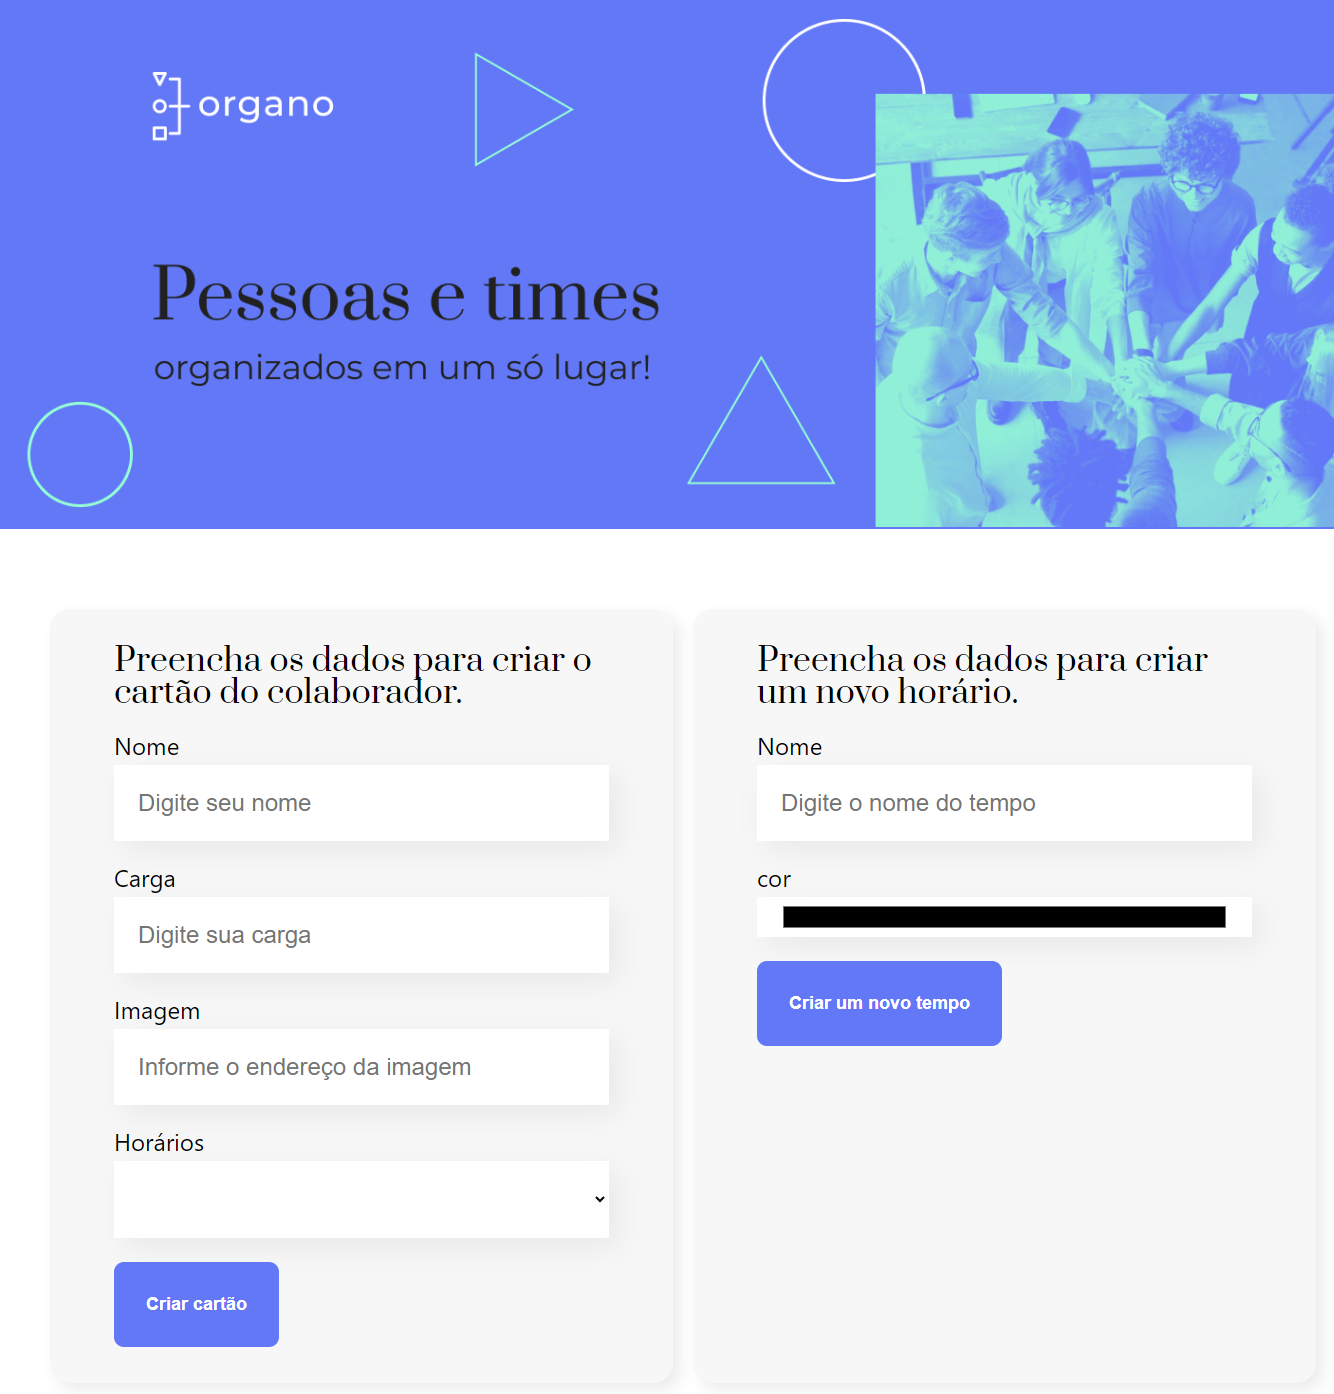 organo
Pessoas e times
organizados em um só lugar!
Preencha os dados para criar o
cartão do colaborador.
Nome
Digite seu nome
Carga
Digite sua carga
Imagem
Informe o endereço da imagem
Horários
Criar cartão
Preencha os dados para criar
um novo horário.
Nome
Digite o nome do tempo
cor
Criar um novo tempo